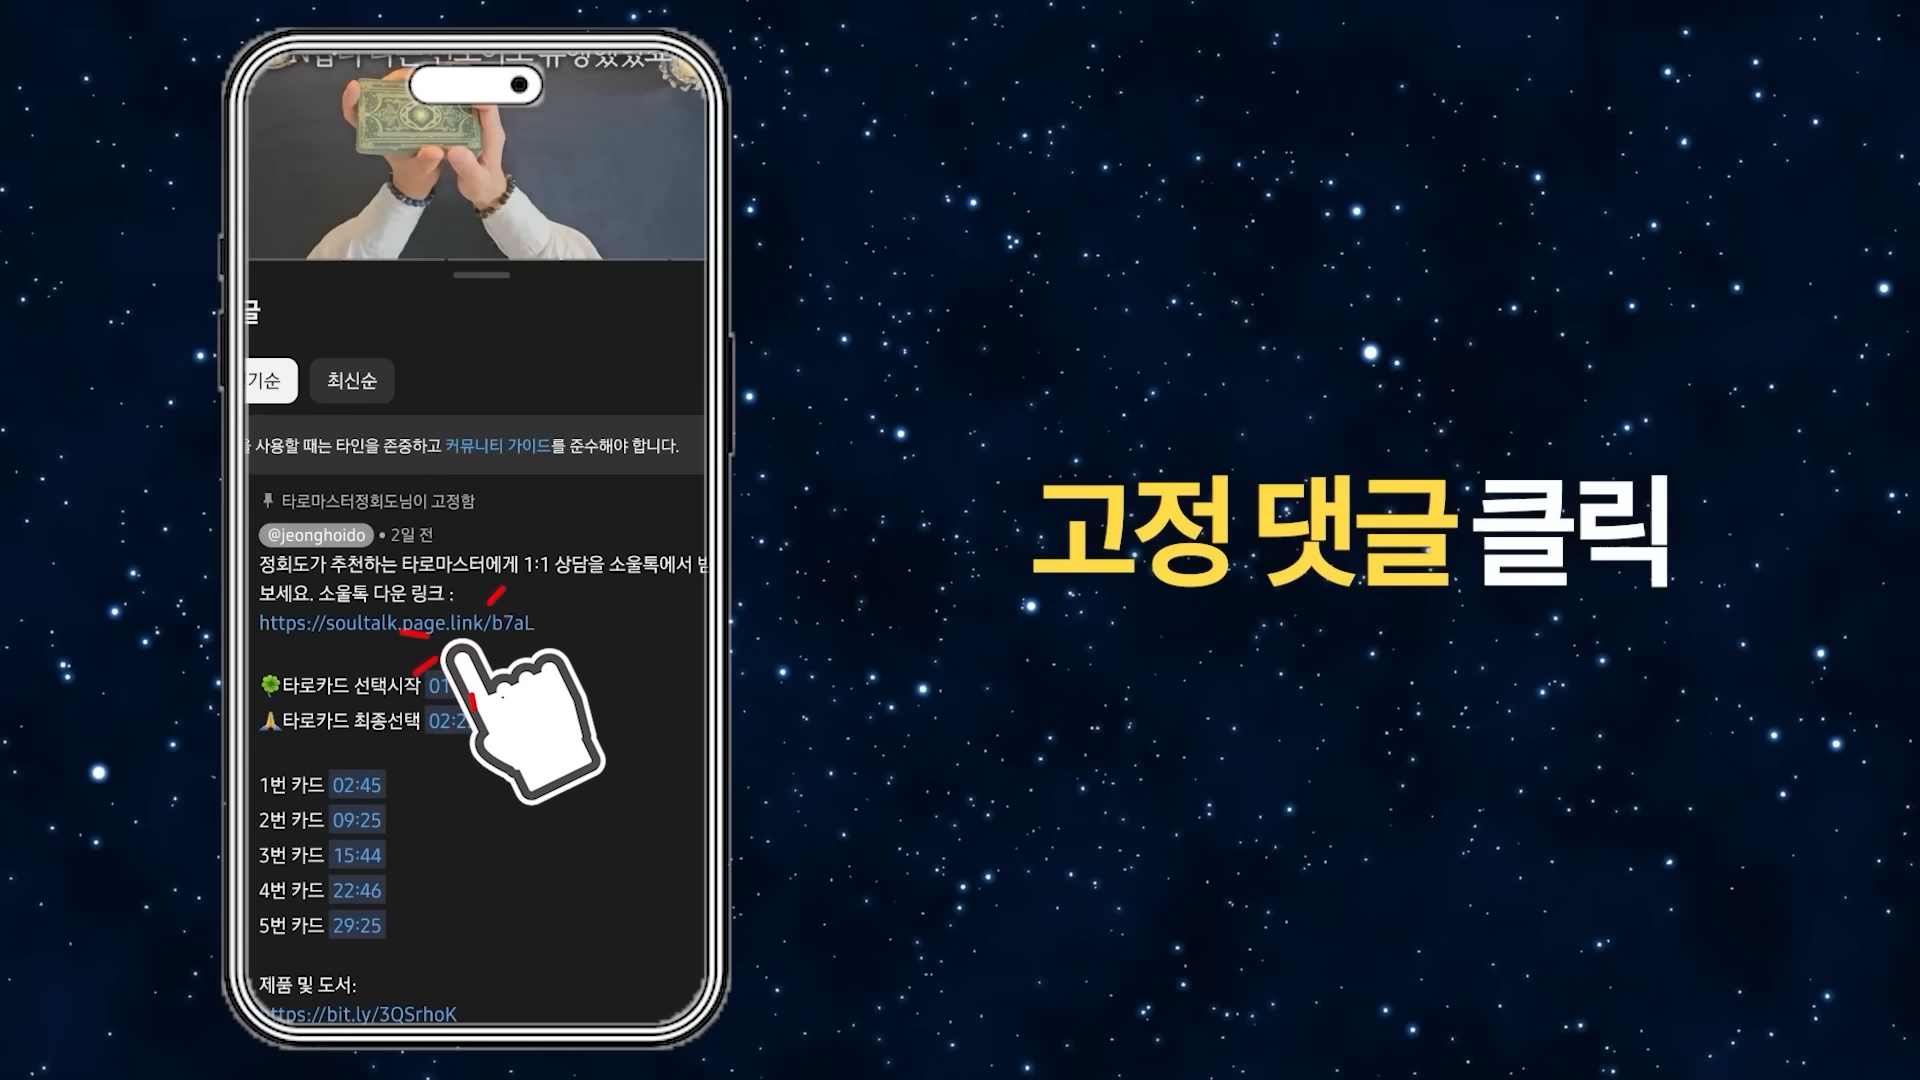 글
기순 최신순
사용할 때는 타인을 존중하고 커뮤니티 가이드를 준수해야 합니다.
타로마스터정회도님이 고정함
@jeonghoido • 2일 전
정회도가 추천하는 타로마스터에게 1:1 상담을 소울톡에서
보세요. 소울톡 다운 링크 :
https://soultalk.page.link/b7aL
🍀타로카드 선택시작 01
🙏타로카드 최종선택 02:2
1번 카드 02:45
2번 카드 09:25
3번 카드 15:44
4번 카드 22:46
5번 카드 29:25
제품 및 도서:
ttps://bit.ly/3QSrhoK
고정 댓글 클릭